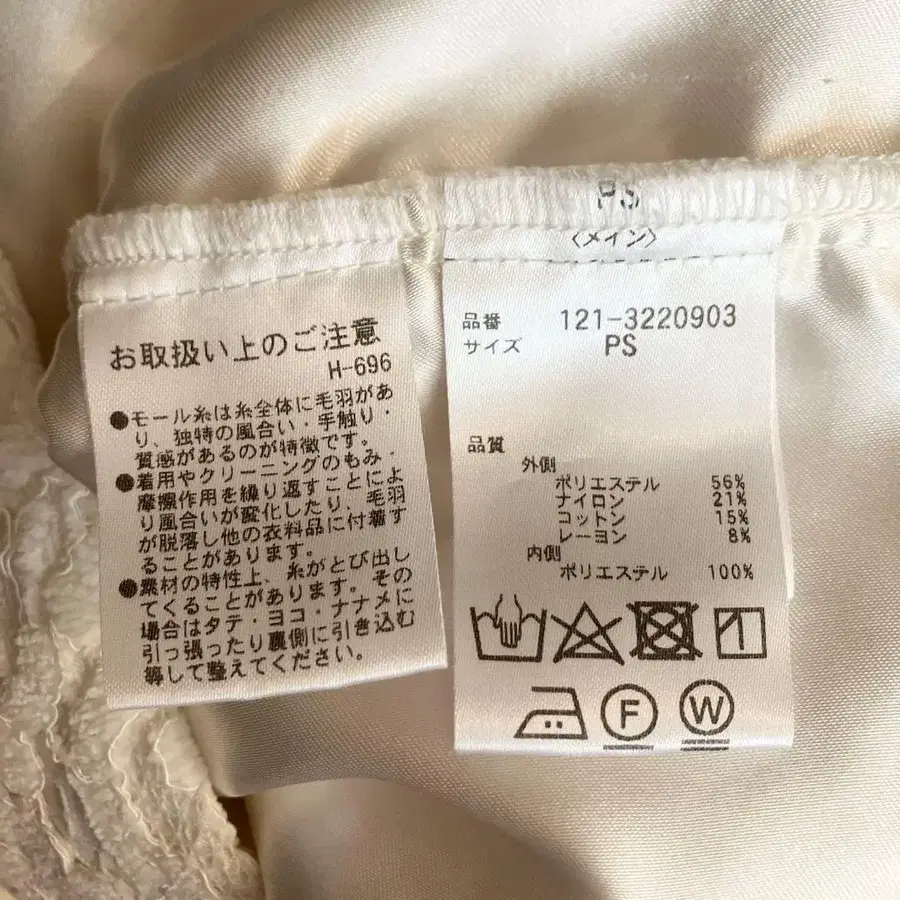 お取扱い上のご注意
H-696
●モール糸は糸全体に毛羽があ
り、独特の風合い・手触り・
質感があるのが特徴です。
●着用やクリーニングのもみ・
摩擦作用を繰り返すことによ
り風合いが変化したり、毛羽
が脱落し他の衣料品に付着す
ることがあります。
●素材の特性上、糸がとび出し
てくることがあります。その
場合はタテ・ヨコ・ナナメに
引っ張ったり裏側に引き込む
等して整えてください。
PS
〈メイン〉
品番 121-3220903
サイズ PS
品質
外側
ポリエステル 56%
ナイロン 21%
コットン 15%
レーヨン 8%
内側
ポリエステル 100%
F W